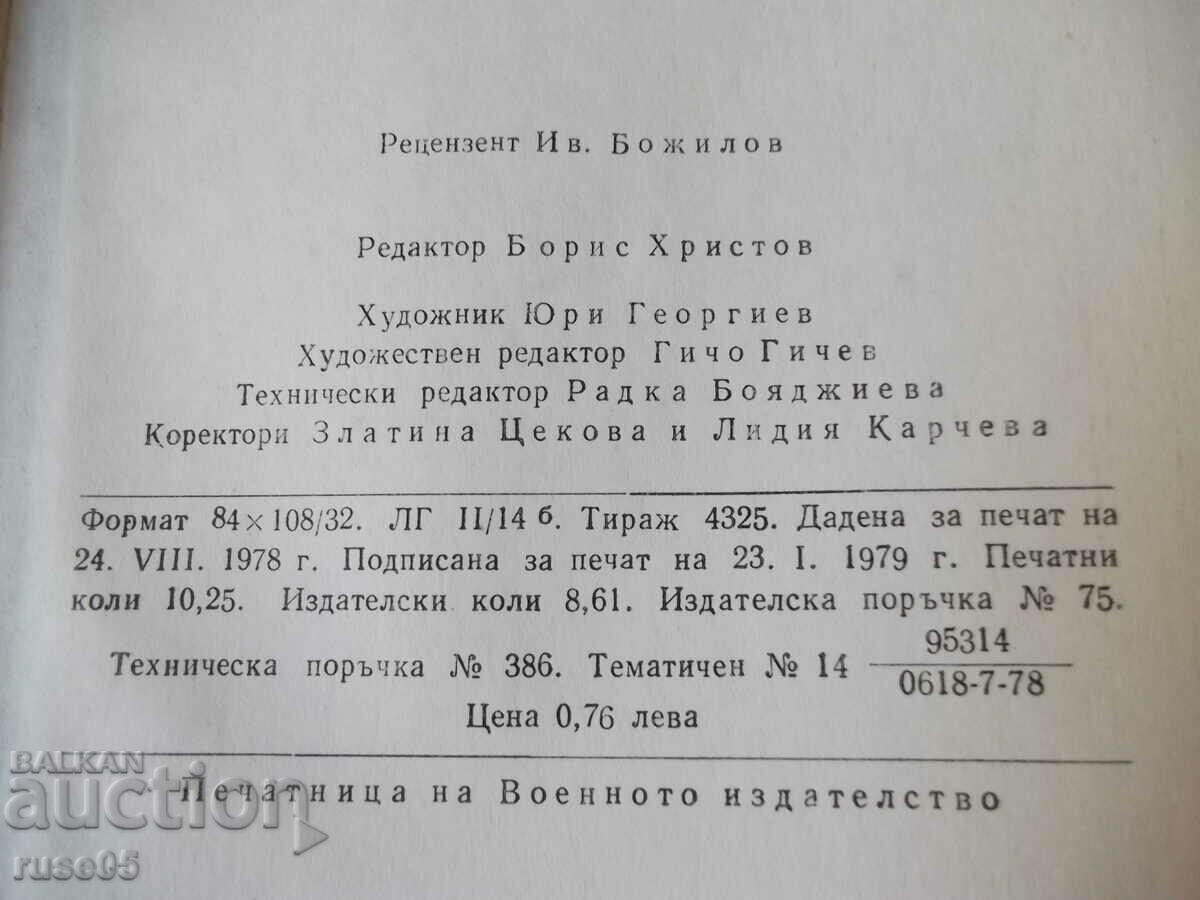 Рецензент Ив. Божилов
Редактор Борис Христов
Художник Юри Георгиев
Художествен редактор Гичо Гичев
Технически редактор Радка Бояджиева
Коректори Златина Цекова и Лидия Карчева
Формат 84×108/32. ЛГ II/14 б. Тираж 4325. Дадена за печат на
24. VIII. 1978 г. Подписана за печат на 23. I. 1979 г. Печатни
коли 10,25. Издателски коли 8,61. Издателска поръчка № 75.
Техническа поръчка № 386. Тематичен № 14 95314
0618-7-78
Цена 0,76 лева
Печатница на Военното издателство
BALKAN
auction
ruse05